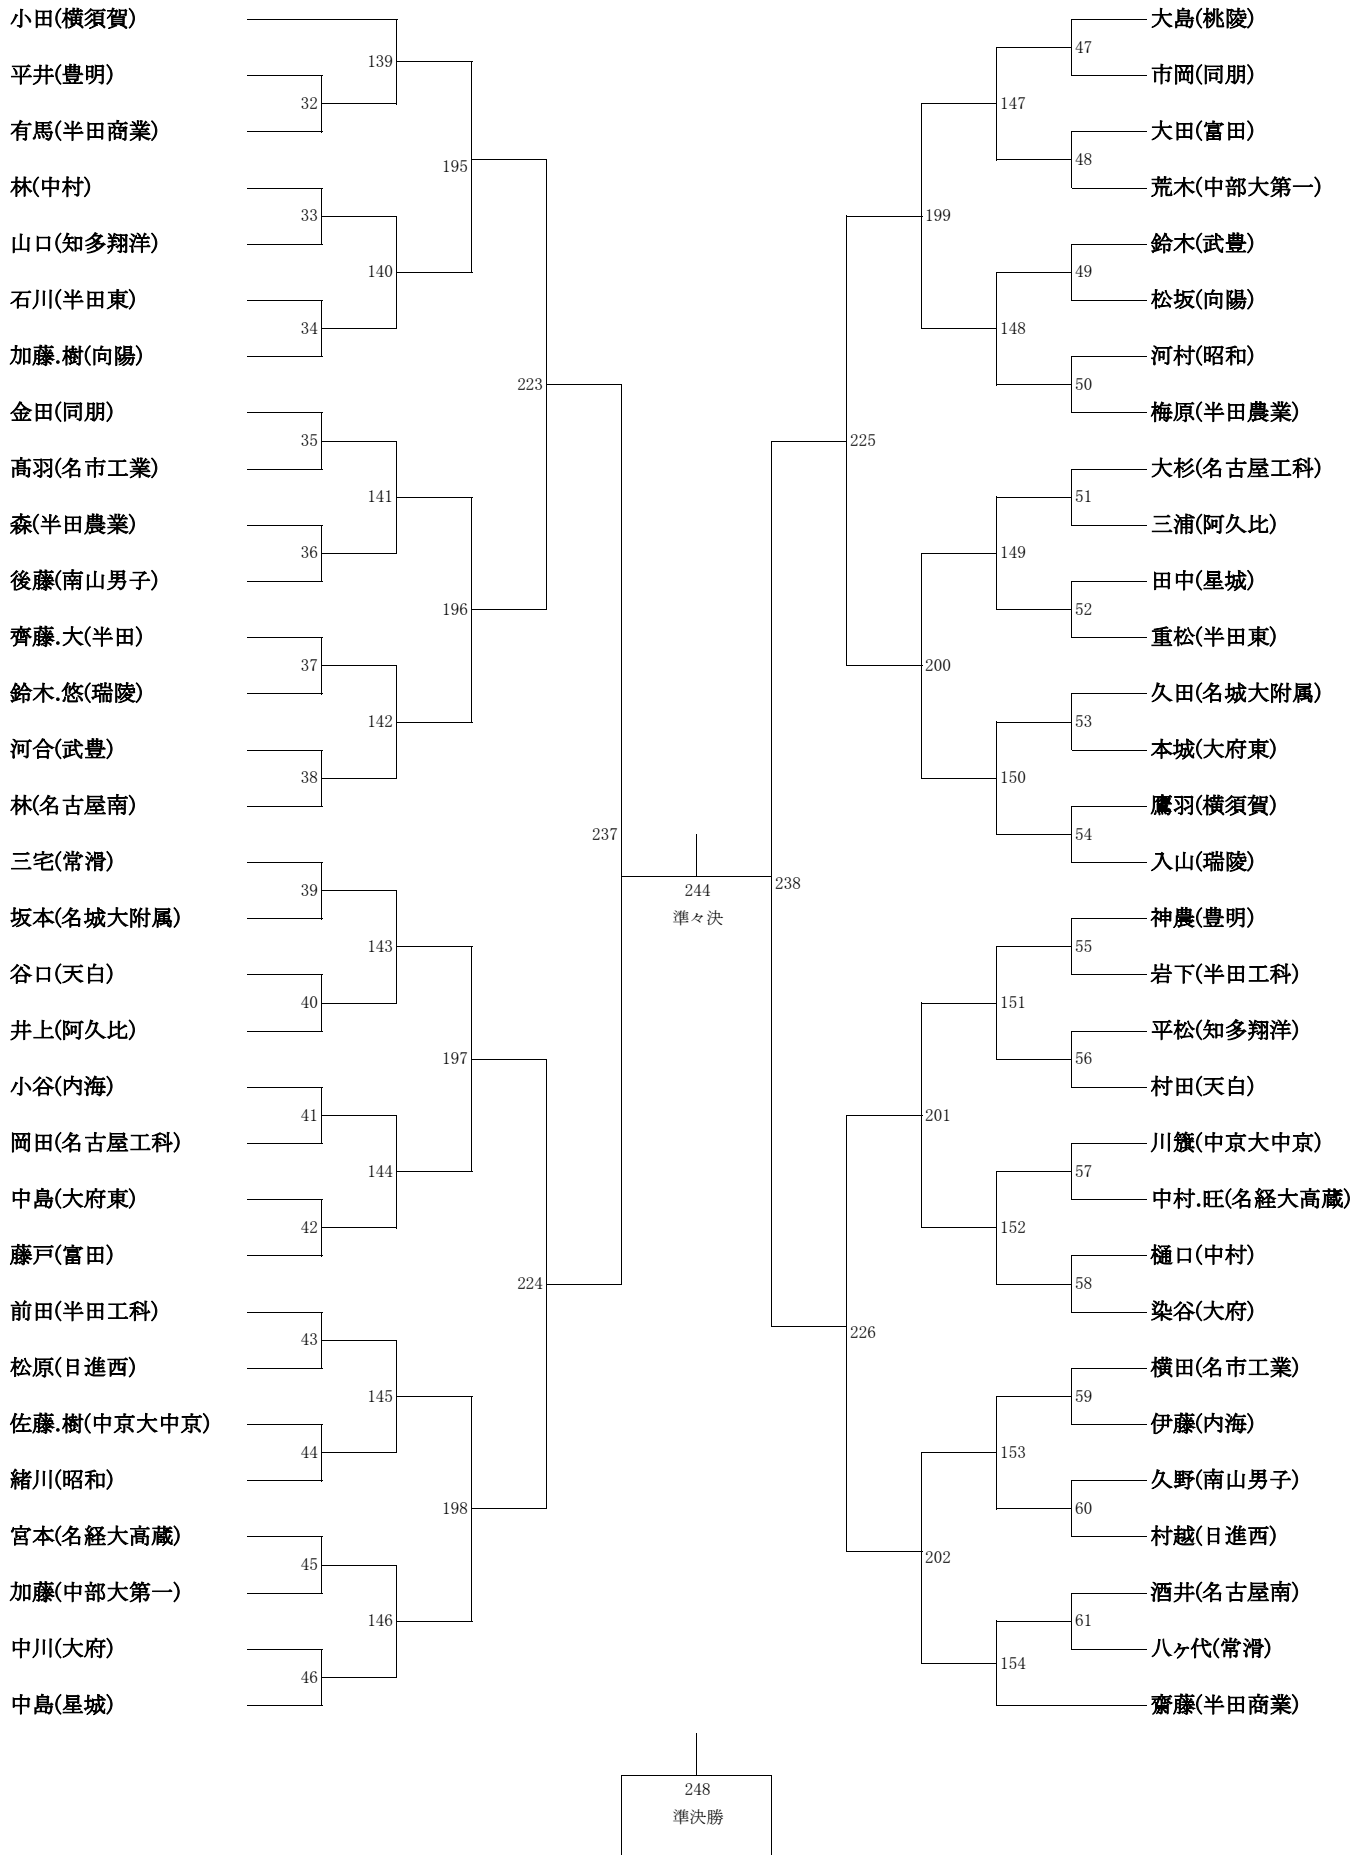 小田(横須賀)
平井(豊明)
有馬(半田商業)
林(中村)
山口(知多翔洋)
石川(半田東)
加藤.樹(向陽)
金田(同朋)
髙羽(名市工業)
森(半田農業)
後藤(南山男子)
齊藤.大(半田)
鈴木.悠(瑞陵)
河合(武豊)
林(名古屋南)
三宅(常滑)
坂本(名城大附属)
谷口(天白)
井上(阿久比)
小谷(内海)
岡田(名古屋工科)
中島(大府東)
藤戸(富田)
前田(半田工科)
松原(日進西)
佐藤.樹(中京大中京)
緒川(昭和)
宮本(名経大高蔵)
加藤(中部大第一)
中川(大府)
中島(星城)
32
33
34
35
36
37
38
39
40
41
42
43
44
45
46
139
140
141
142
143
144
145
146
195
196
197
198
223
224
237
244
準々決
248
準決勝
238
225
226
199
200
201
202
147
148
149
150
151
152
153
154
47
48
49
50
51
52
53
54
55
56
57
58
59
60
61
大島(桃陵)
市岡(同朋)
大田(富田)
荒木(中部大第一)
鈴木(武豊)
松坂(向陽)
河村(昭和)
梅原(半田農業)
大杉(名古屋工科)
三浦(阿久比)
田中(星城)
重松(半田東)
久田(名城大附属)
本城(大府東)
鷹羽(横須賀)
入山(瑞陵)
神農(豊明)
岩下(半田工科)
平松(知多翔洋)
村田(天白)
川籏(中京大中京)
中村.旺(名経大高蔵)
樋口(中村)
染谷(大府)
横田(名市工業)
伊藤(内海)
久野(南山男子)
村越(日進西)
酒井(名古屋南)
八ヶ代(常滑)
齋藤(半田商業)